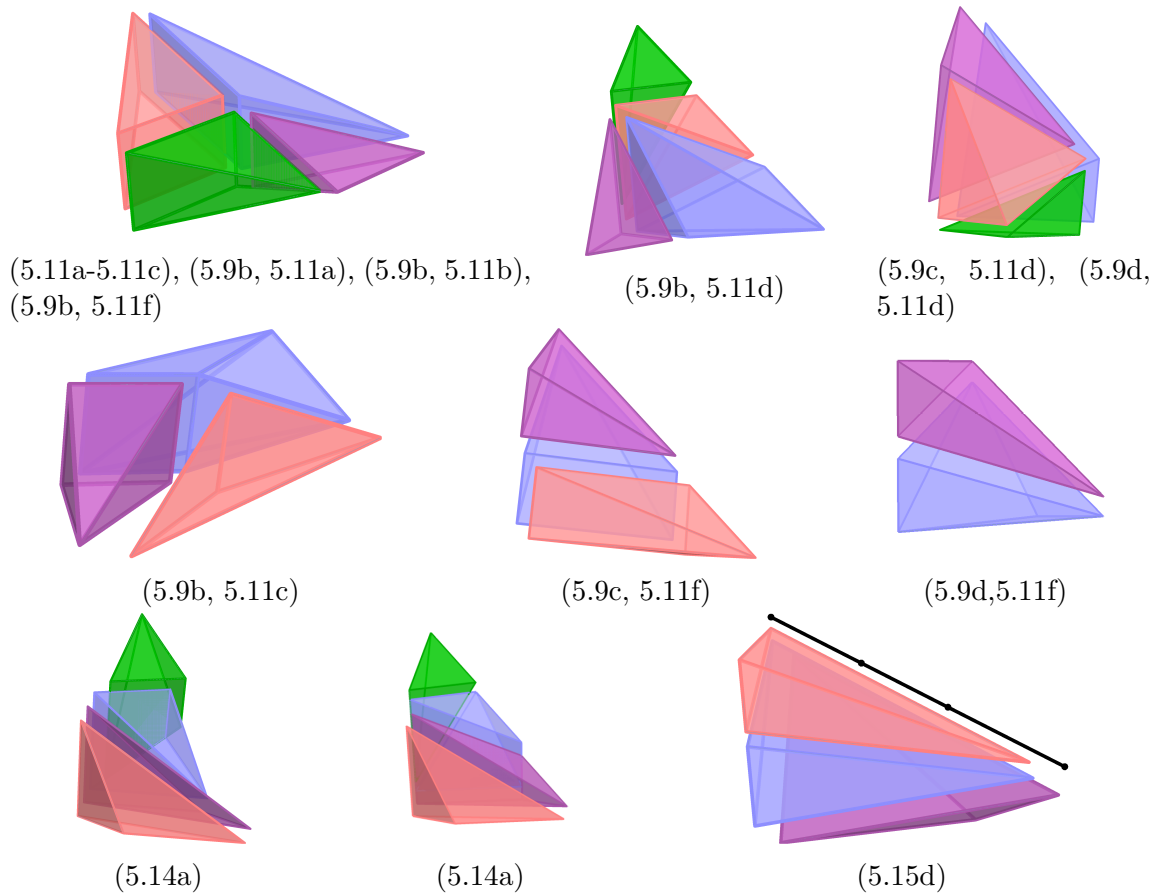 (5.11a-5.11c), (5.9b, 5.11a), (5.9b, 5.11b),
(5.9b, 5.11f)
(5.9b, 5.11d)
(5.9c, 5.11d), (5.9d,
5.11d)
(5.9b, 5.11c)
(5.9c, 5.11f)
(5.9d,5.11f)
(5.14a)
(5.14a)
(5.15d)